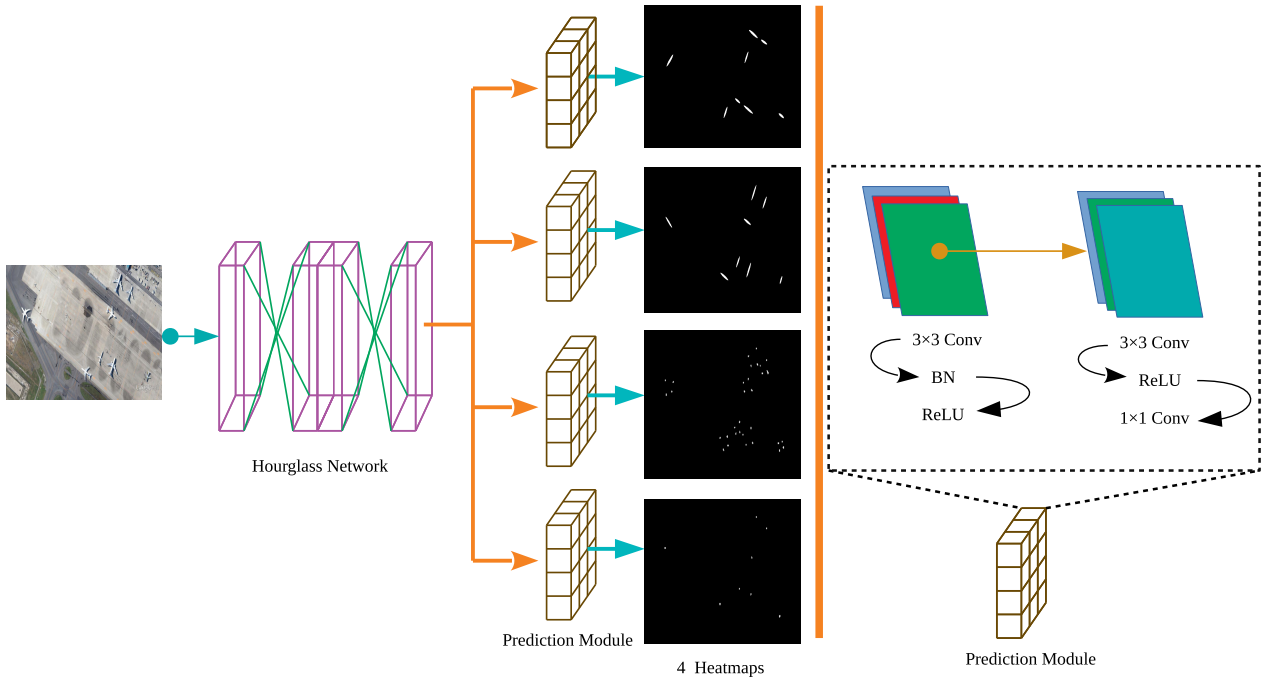 Hourglass Network
Prediction Module
4 Heatmaps
3×3 Conv
BN
ReLU
3×3 Conv
ReLU
1×1 Conv
Prediction Module